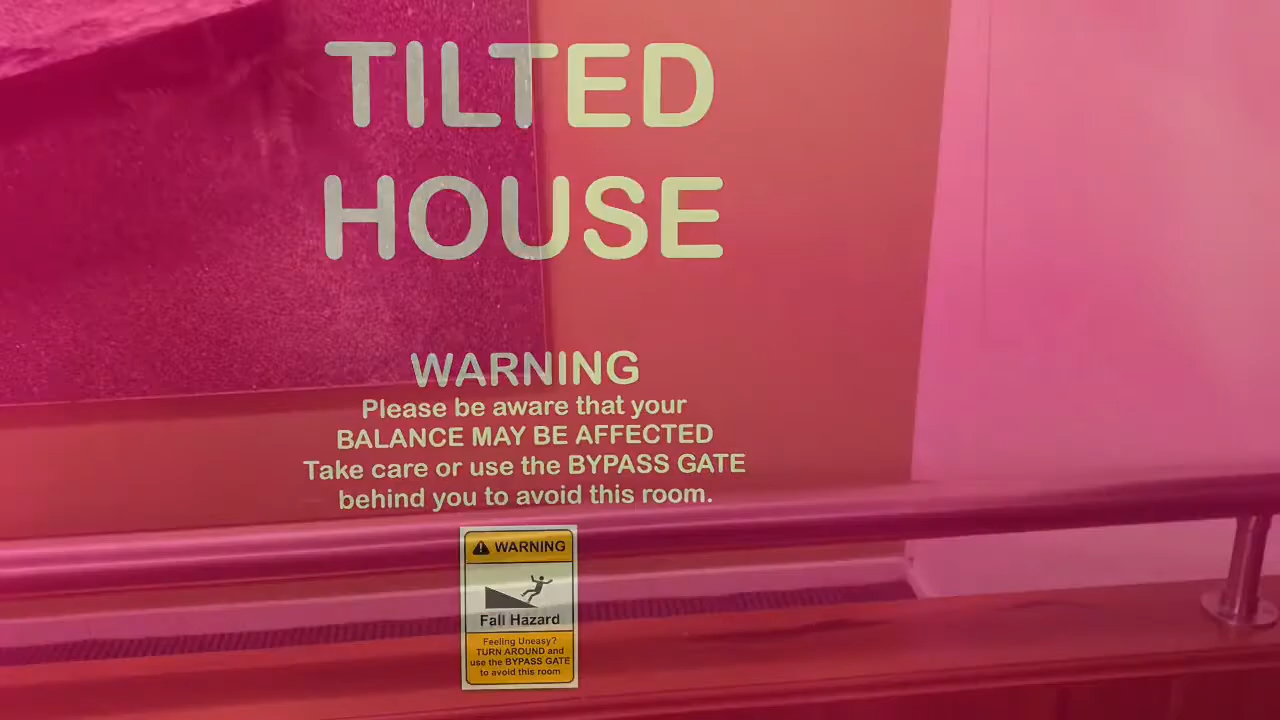 TILTED
HOUSE
WARNING
Please be aware that your
BALANCE MAY BE AFFECTED
Take care or use the BYPASS GATE
behind you to avoid this room.
WARNING
Fall Hazard
Feeling Uneasy?
TURN AROUND and
use the BYPASS GATE
to avoid this room